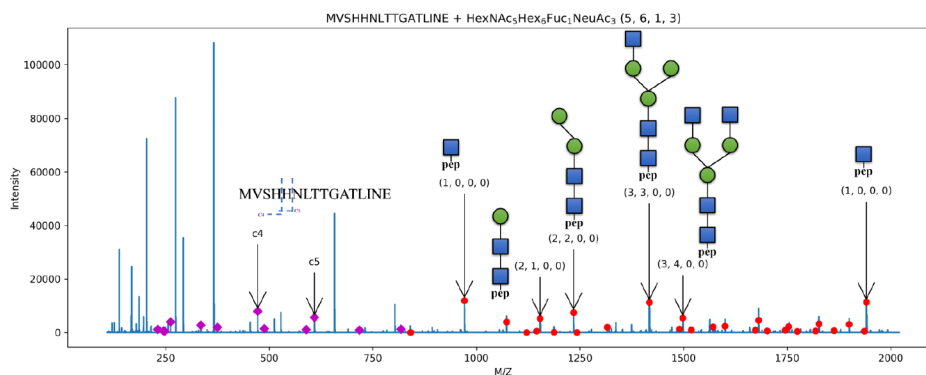 MVSHHNLTTGATLINE + HexNAc₅Hex₆Fuc₁NeuAc₃ (5, 6, 1, 3)
Intensity
100000
80000
60000
40000
20000
0
MVSHHNLTTGATLINE
c4
c5
c4
c5
pep
(1, 0, 0, 0)
pep
(2, 1, 0, 0)
pep
(2, 2, 0, 0)
pep
(3, 3, 0, 0)
pep
(3, 4, 0, 0)
pep
(1, 0, 0, 0)
250
500
750
1000
1250
1500
1750
2000
M/Z